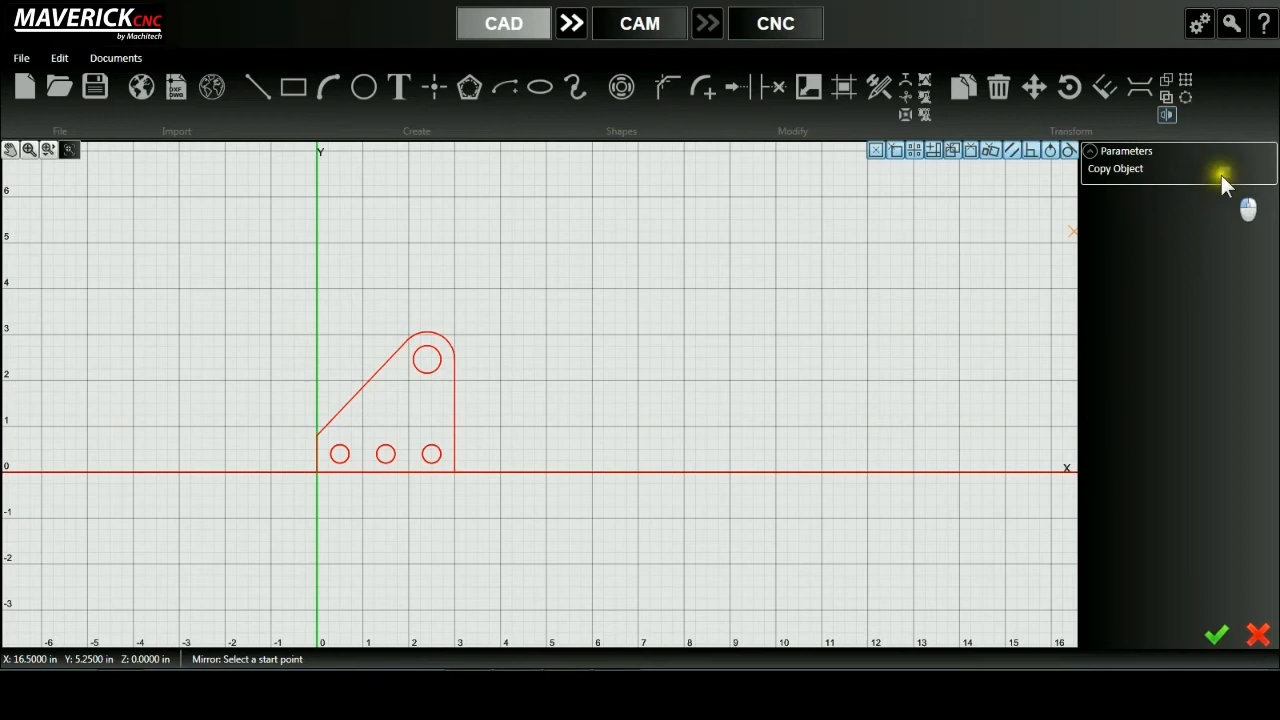 MAVERICK CNC
by Machitech
CAD
CAM
CNC
File Edit Documents
T
File Import Create Shapes Modify Transform
Y
Parameters
Copy Object
6
5
4
3
2
1
0
X
-1
-2
-3
-6 -5 -4 -3 -2 -1 0 1 2 3 4 5 6 7 8 9 10 11 12 13 14 15 16
X: 16.5000 in Y: 5.2500 in Z: 0.0000 in Mirror: Select a start point